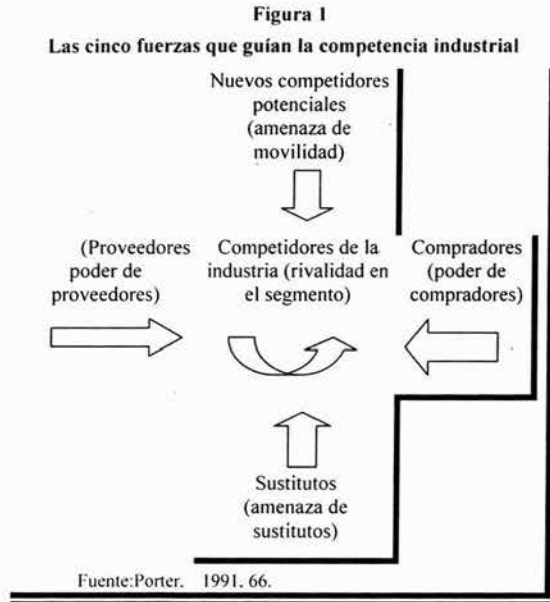 Figura 1
Las cinco fuerzas que guían la competencia industrial
Nuevos competidores
potenciales
(amenaza de
movilidad)
(Proveedores
poder de
proveedores)
Competidores de la
industria (rivalidad en
el segmento)
Compradores
(poder de
compradores)
Sustitutos
(amenaza de
sustitutos)
Fuente:Porter. 1991. 66.